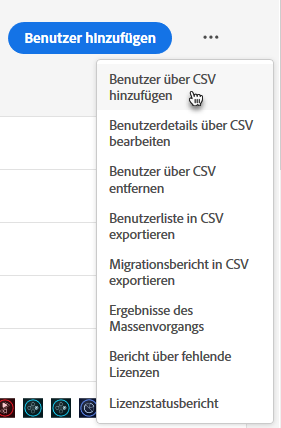 Benutzer hinzufügen
Benutzer über CSV
hinzufügen
Benutzerdetails über CSV
bearbeiten
Benutzer über CSV
entfernen
Benutzerliste in CSV
exportieren
Migrationsbericht in CSV
exportieren
Ergebnisse des
Massenvorgangs
Bericht über fehlende
Lizenzen
Lizenzstatusbericht